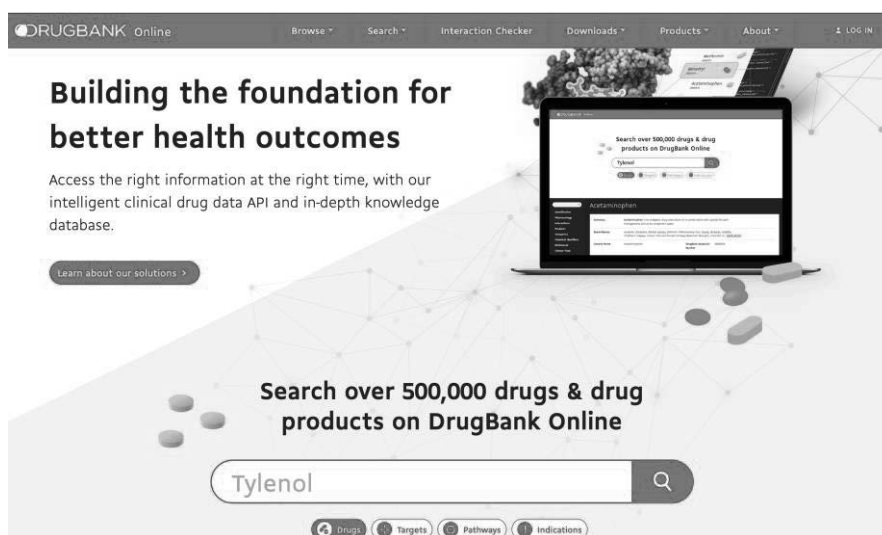 DRUGBANK Online
Browse Search Interaction Checker Downloads Products About LOG IN
Building the foundation for
better health outcomes
Access the right information at the right time, with our
intelligent clinical drug data API and in-depth knowledge
database.
Learn about our solutions >
Search over 500,000 drugs & drug
products on DrugBank Online
Tylenol
Acetaminophen
Search over 500,000 drugs & drug
products on DrugBank Online
Tylenol
Drugs Targets Pathways Indications